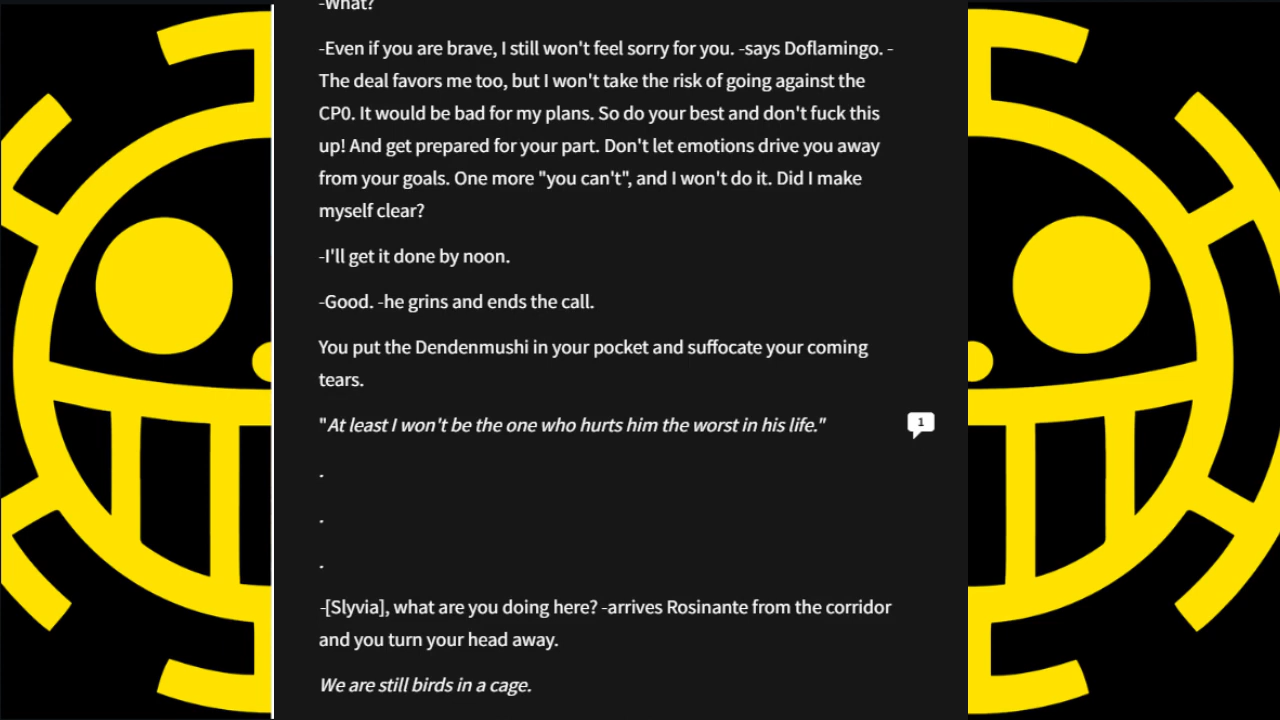 -What?
-Even if you are brave, I still won't feel sorry for you. -says Doflamingo. -
The deal favors me too, but I won't take the risk of going against the
CP0. It would be bad for my plans. So do your best and don't fuck this
up! And get prepared for your part. Don't let emotions drive you away
from your goals. One more "you can't", and I won't do it. Did I make
myself clear?
-I'll get it done by noon.
-Good. -he grins and ends the call.
You put the Dendenmushi in your pocket and suffocate your coming
tears.
"At least I won't be the one who hurts him the worst in his life."
1
.
.
.
-[Slyvia], what are you doing here? -arrives Rosinante from the corridor
and you turn your head away.
We are still birds in a cage.